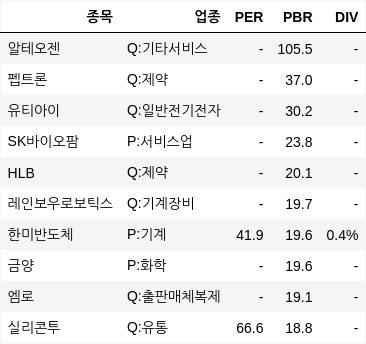 종목 업종 PER PBR DIV
알테오젠 Q:기타서비스 - 105.5 -
펩트론 Q:제약 - 37.0 -
유티아이 Q:일반전기전자 - 30.2 -
SK바이오팜 P:서비스업 - 23.8 -
HLB Q:제약 - 20.1 -
레인보우로보틱스 Q:기계장비 - 19.7 -
한미반도체 P:기계 41.9 19.6 0.4%
금양 P:화학 - 19.6 -
엠로 Q:출판매체복제 - 19.1 -
실리콘투 Q:유통 66.6 18.8 -